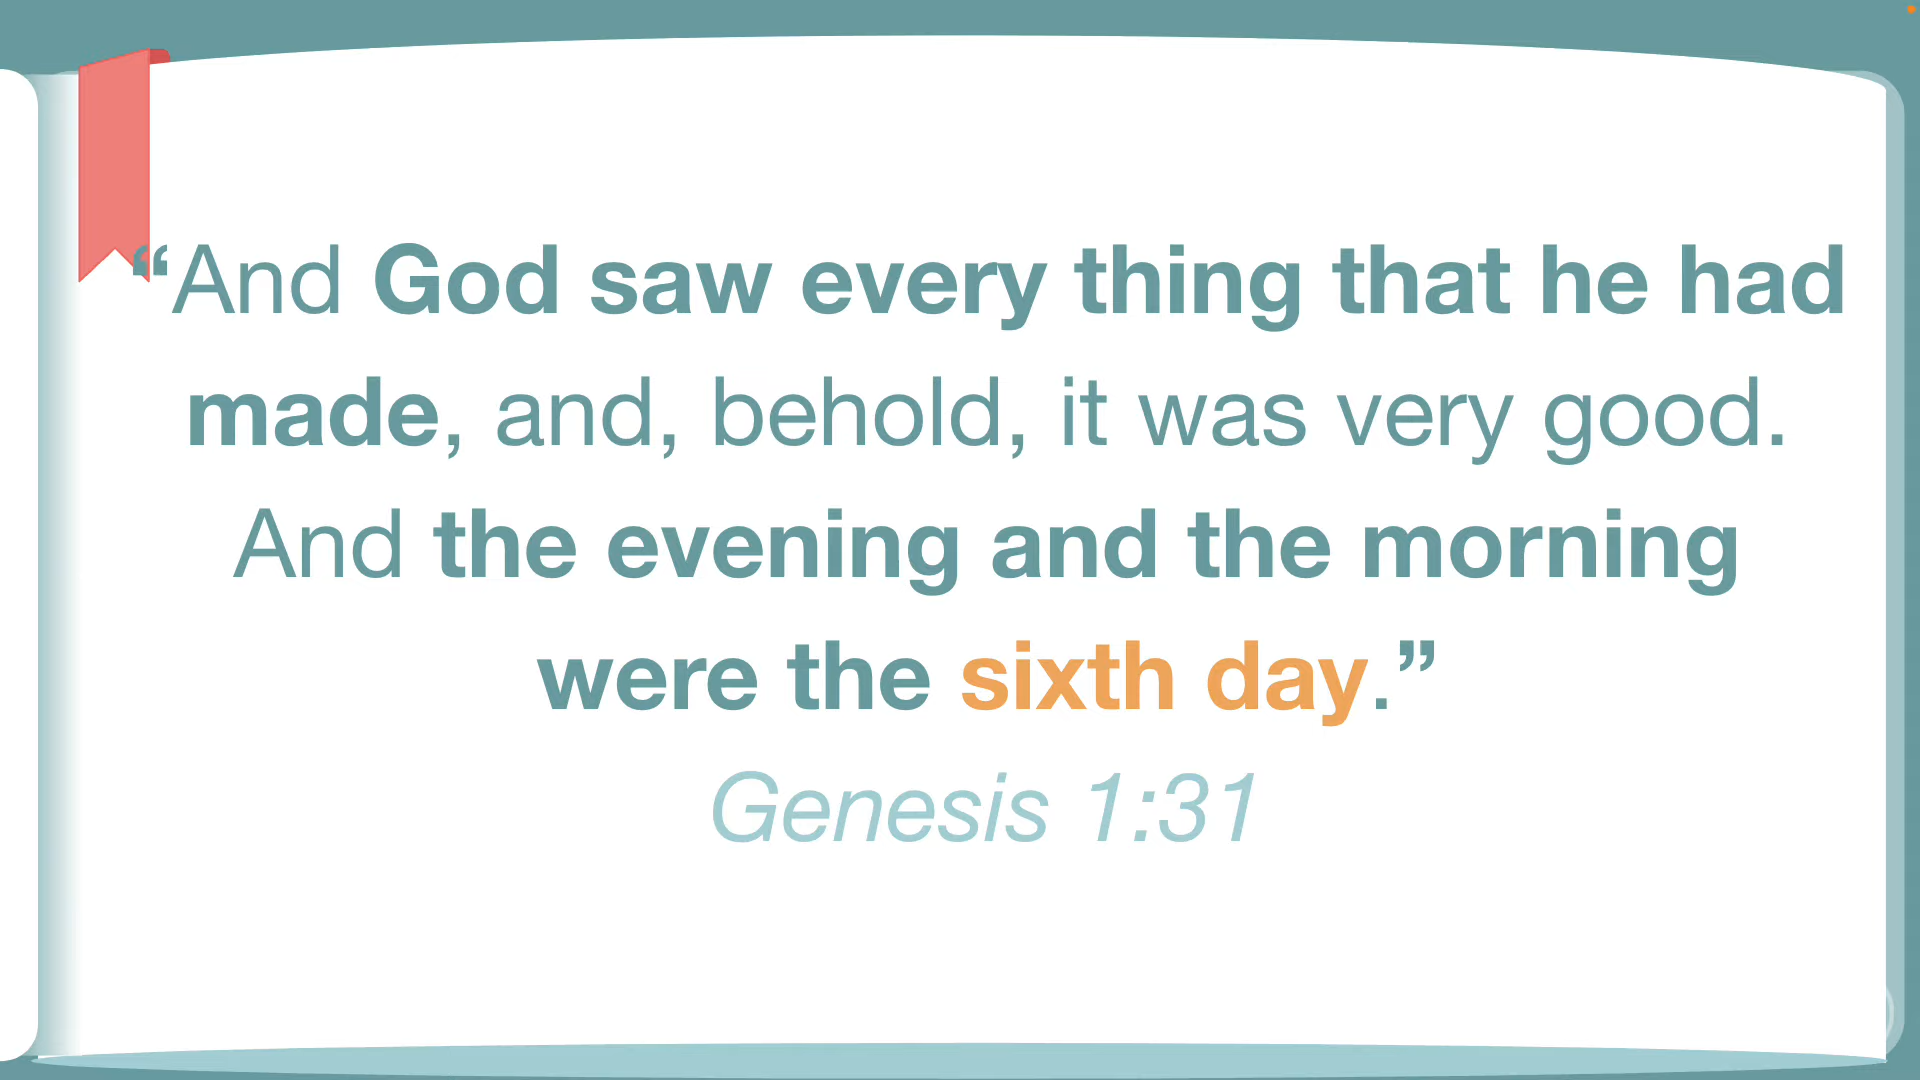 “And God saw every thing that he had
made, and, behold, it was very good.
And the evening and the morning
were the sixth day.”
Genesis 1:31